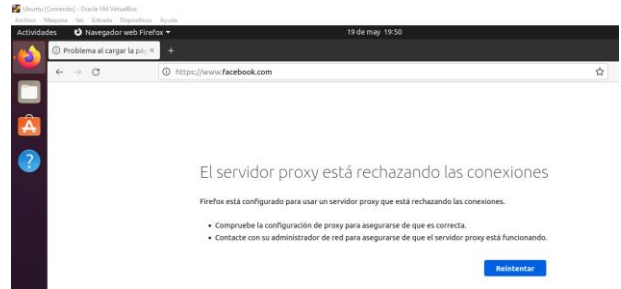 Ubuntu [Corriendo] - Oracle VM VirtualBox
Archivo Máquina Ver Entrada Dispositivos Ayuda
Actividades Navegador web Firefox 19 de may 19:50
Problema al cargar la pág
https://www.facebook.com
El servidor proxy está rechazando las conexiones
Firefox está configurado para usar un servidor proxy que está rechazando las conexiones.
• Compruebe la configuración de proxy para asegurarse de que es correcta.
• Contacte con su administrador de red para asegurarse de que el servidor proxy está funcionando.
Reintentar